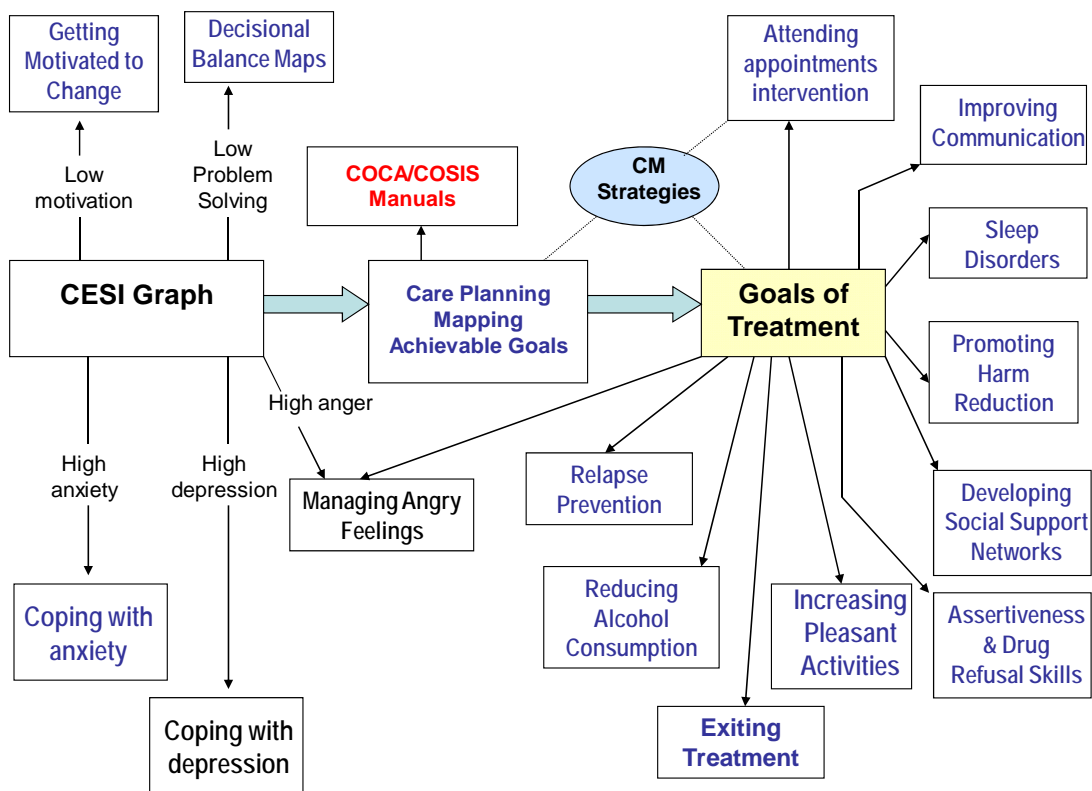 Getting
Motivated to
Change
Decisional
Balance Maps
Attending
appointments
intervention
Improving
Communication
Low
motivation
Low
Problem
Solving
COCA/COSIS
Manuals
CM
Strategies
Sleep
Disorders
CESI Graph
Care Planning
Mapping
Achievable Goals
Goals of
Treatment
Promoting
Harm
Reduction
High anger
High
anxiety
High
depression
Managing Angry
Feelings
Relapse
Prevention
Developing
Social Support
Networks
Coping with
anxiety
Reducing
Alcohol
Consumption
Increasing
Pleasant
Activities
Assertiveness
& Drug
Refusal Skills
Coping with
depression
Exiting
Treatment